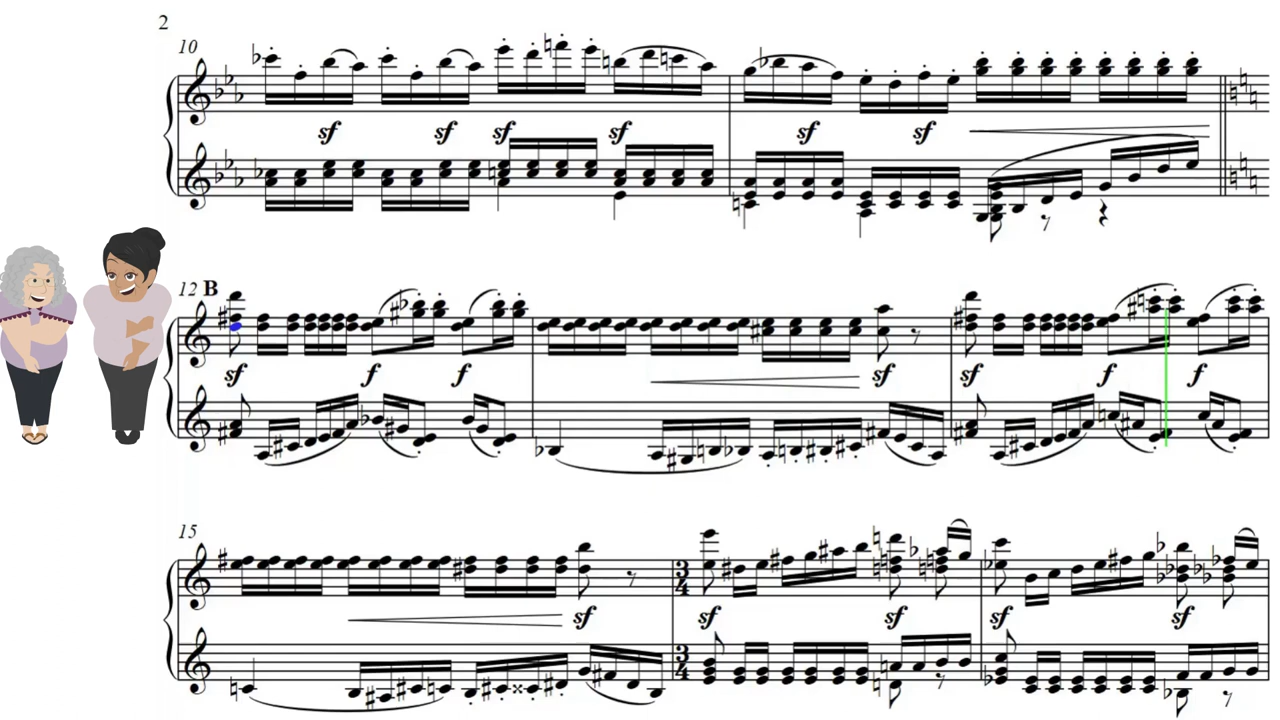 2
10
sf sf sf sf sf sf
12 B
sf f f sf sf f f
15
3 4 sf sf sf sf sf
3 4